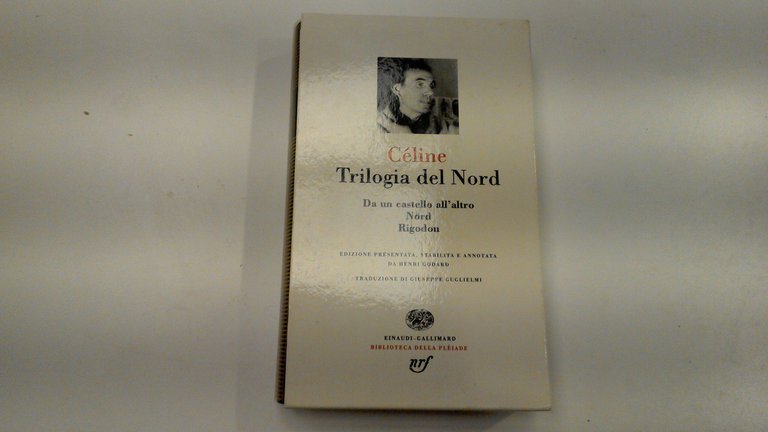 Céline
Trilogia del Nord
Da un castello all'altro
Nord
Rigodon
EDIZIONE PRESENTATA, STABILITA E ANNOTATA
DA HENRI GODARD
TRADUZIONE DI GIUSEPPE GUGLIELMI
EINAUDI-GALLIMARD
BIBLIOTECA DELLA PLÉIADE
nrf